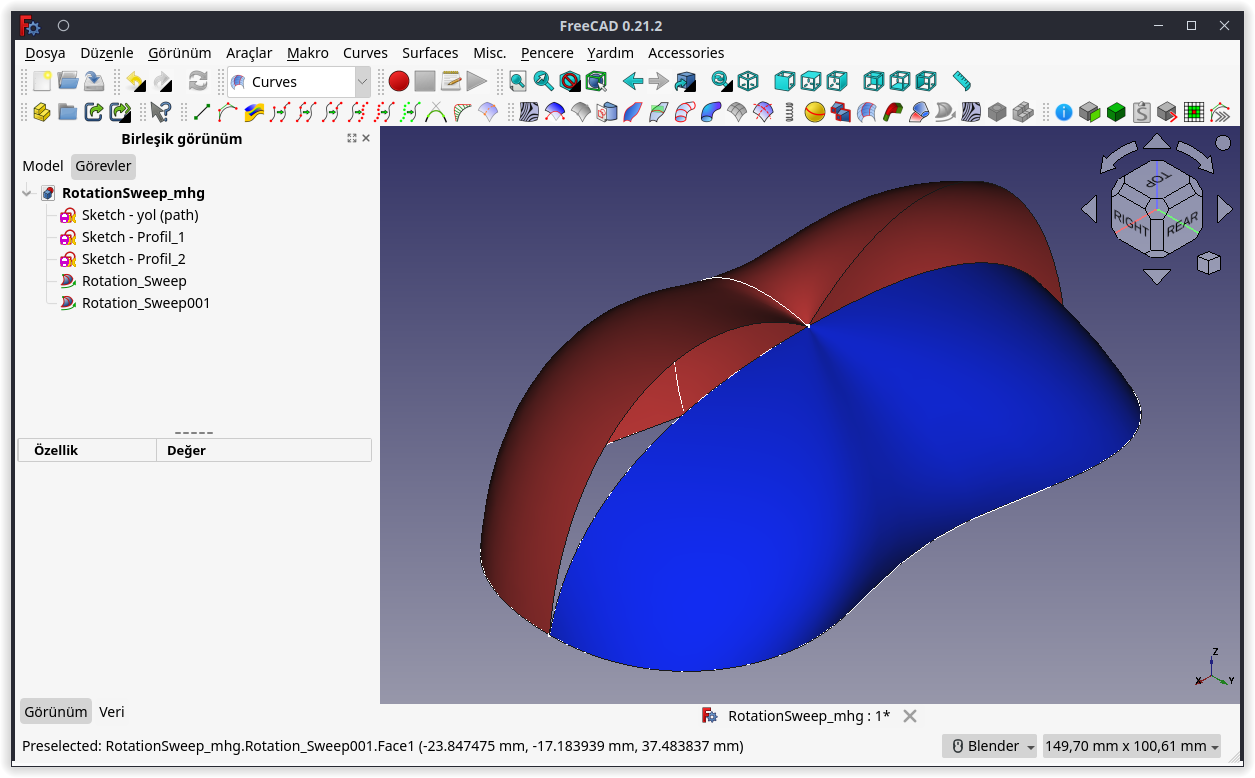 FreeCAD 0.21.2
Dosya Düzenle Görünüm Araçlar Makro Curves Surfaces Misc. Pencere Yardım Accessories
Curves
Birleşik görünüm
Model Görevler
RotationSweep_mhg
Sketch - yol (path)
Sketch - Profil_1
Sketch - Profil_2
Rotation_Sweep
Rotation_Sweep001
Özellik Değer
Görünüm Veri
TOP
RIGHT REAR
Z
X Y
RotationSweep_mhg : 1*
Preselected: RotationSweep_mhg.Rotation_Sweep001.Face1 (-23.847475 mm, -17.183939 mm, 37.483837 mm)
Blender 149,70 mm x 100,61 mm